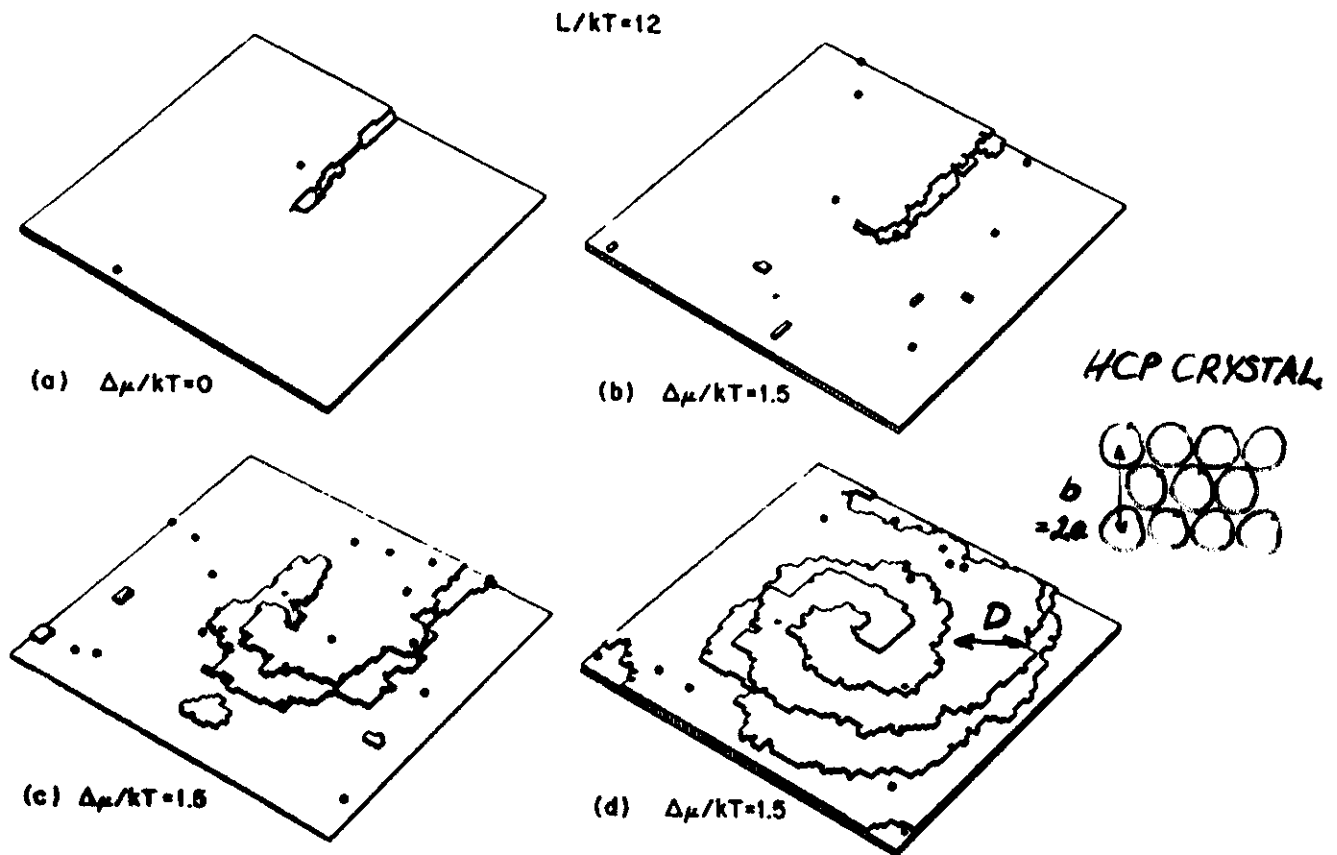 L/kT=12
(a) Δμ/kT=0
(b) Δμ/kT=1.5
HCP CRYSTAL
b
=2a
D
(c) Δμ/kT=1.5
(d) Δμ/kT=1.5